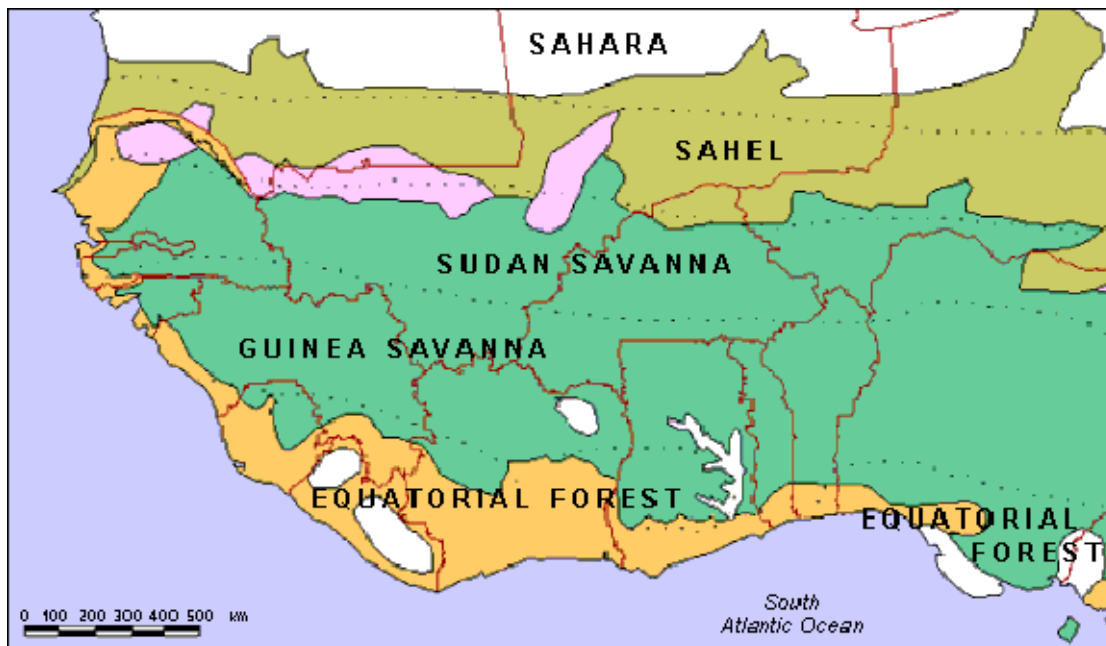 SAHARA
SAHEL
SUDAN SAVANNA
GUINEA SAVANNA
EQUATORIAL FOREST
EQUATORIAL
FOREST
0 100 200 300 400 500 km
South
Atlantic Ocean